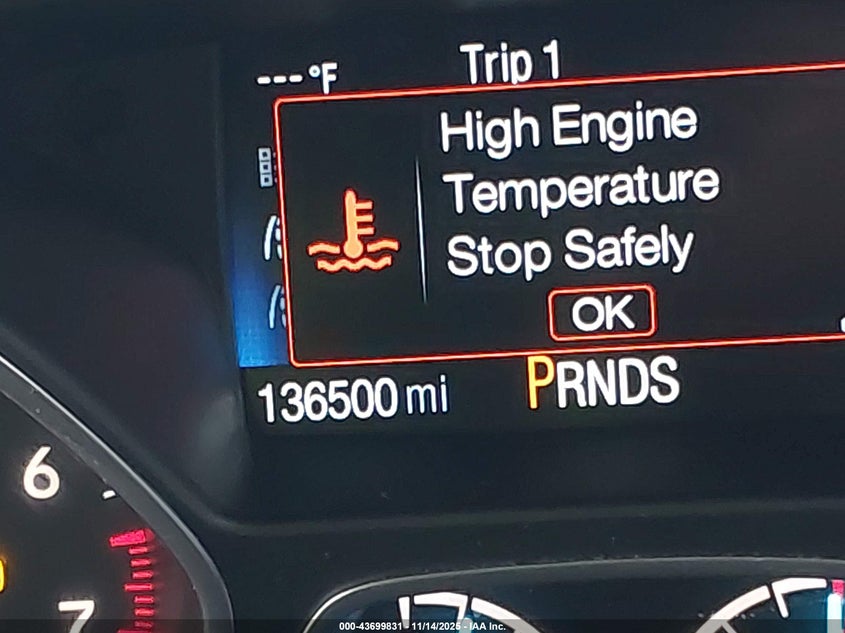 ---°F Trip 1
High Engine
Temperature
Stop Safely
OK
136500 mi PRNDS
6
7
000-43699831 - 11/14/2025 - IAA Inc.